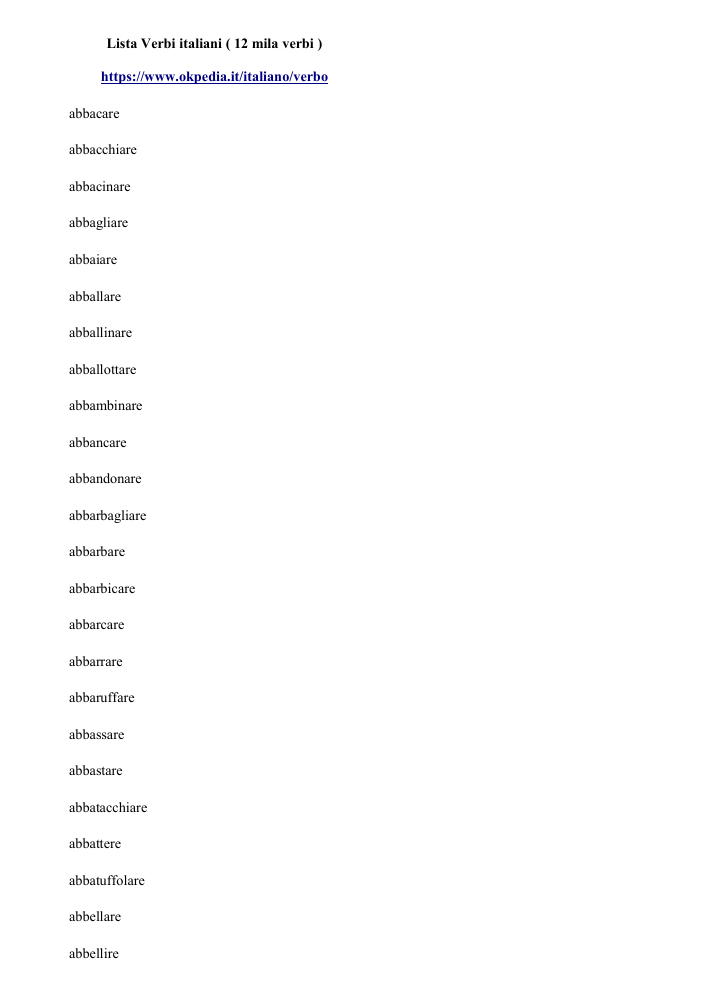 Lista Verbi italiani ( 12 mila verbi )
https://www.okpedia.it/italiano/verbo
abbacare
abbacchiare
abbacinare
abbagliare
abbaiare
abballare
abballinare
abballottare
abbambinare
abbancare
abbandonare
abbarbagliare
abbarbare
abbarbicare
abbarcare
abbarrare
abbaruffare
abbassare
abbastare
abbatacchiare
abbattere
abbatuffolare
abbellare
abbellire